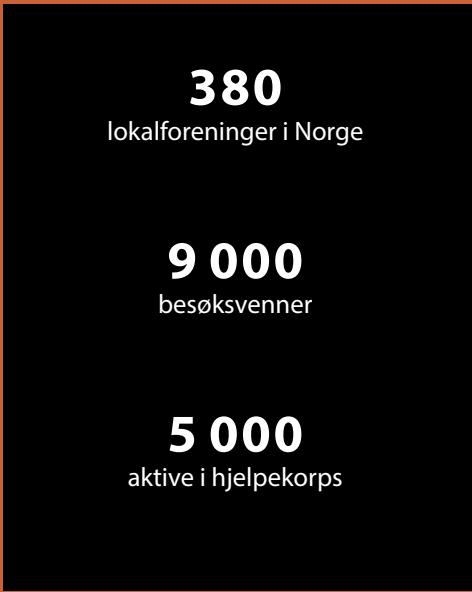 380
lokalforeninger i Norge
9 000
besøksvenner
5 000
aktive i hjelpekorps